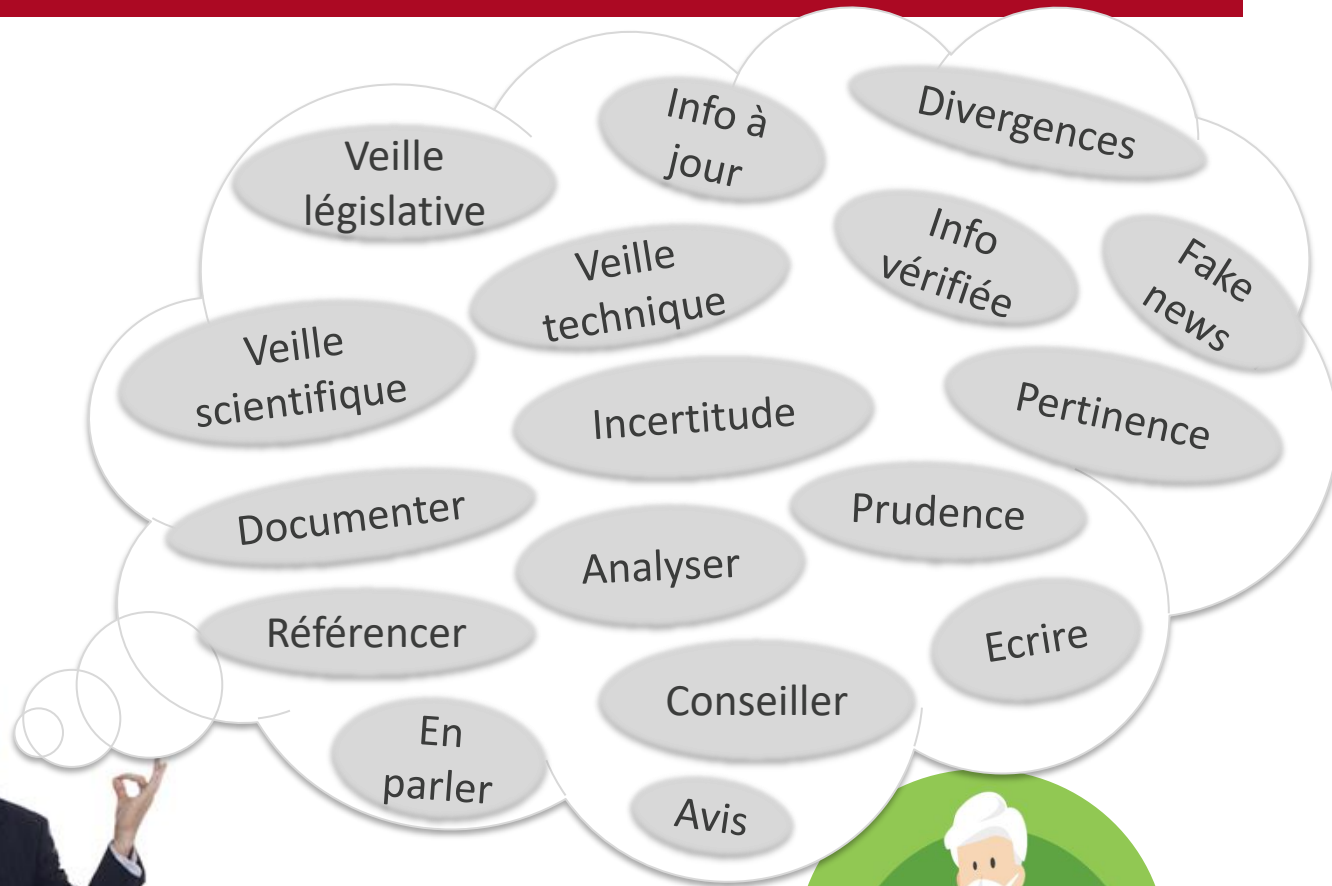 Veille
législative
Info à
jour
Divergences
Veille
technique
Info
vérifiée
Fake
news
Veille
scientifique
Incertitude
Pertinence
Documenter
Analyser
Prudence
Référencer
Ecrire
Conseiller
En
parler
Avis